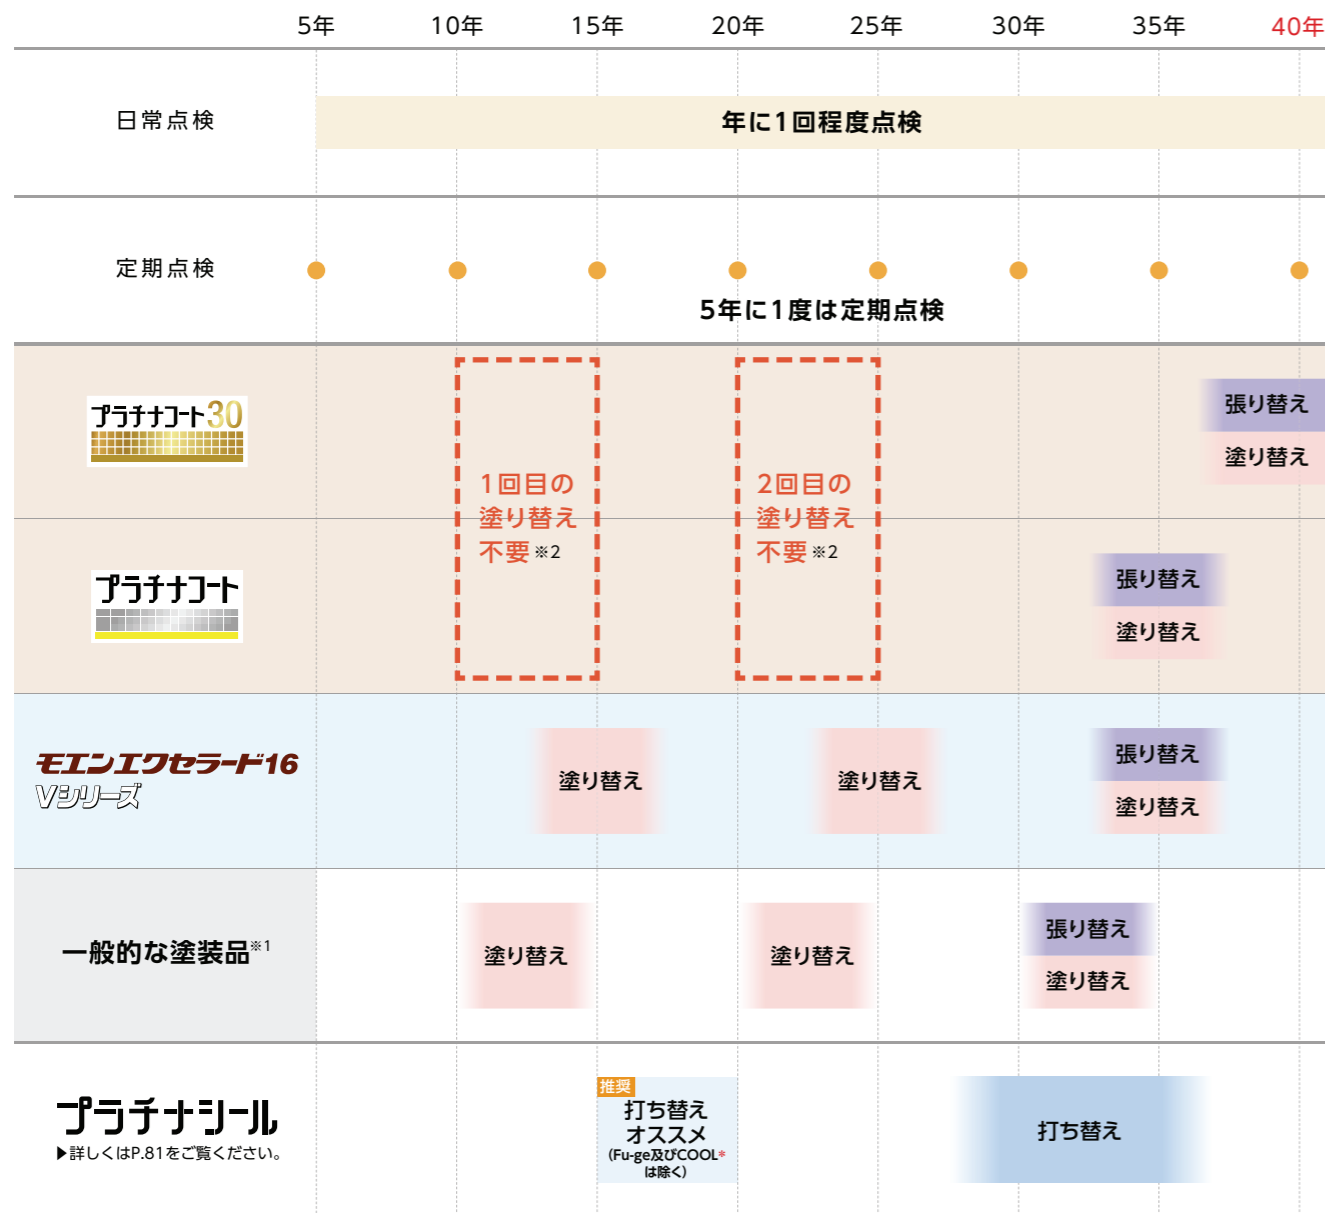 5年 10年 15年 20年 25年 30年 35年 40年
日常点検
年に1回程度点検
定期点検
5年に1度は定期点検
プラチナコート30
1回目の
塗り替え
不要※2
2回目の
塗り替え
不要※2
張り替え
塗り替え
プラチナコート
張り替え
塗り替え
モエンエクセラード16
Vシリーズ
塗り替え
塗り替え
張り替え
塗り替え
一般的な塗装品※1
塗り替え
塗り替え
張り替え
塗り替え
プラチナシール
▶詳しくはP.81をご覧ください。
推奨
打ち替え
オススメ
(Fu-ge及びCOOL*
は除く)
打ち替え